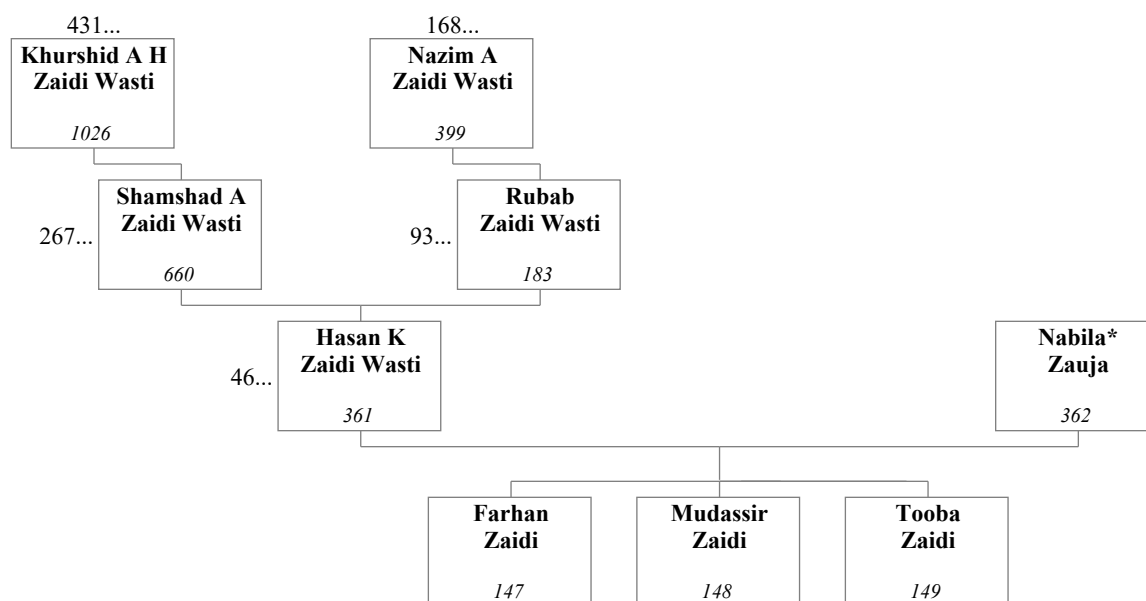 431...
Khurshid A H
Zaidi Wasti
1026
168...
Nazim A
Zaidi Wasti
399
267...
Shamshad A
Zaidi Wasti
660
93...
Rubab
Zaidi Wasti
183
46...
Hasan K
Zaidi Wasti
361
Nabila*
Zauja
362
Farhan
Zaidi
147
Mudassir
Zaidi
148
Tooba
Zaidi
149